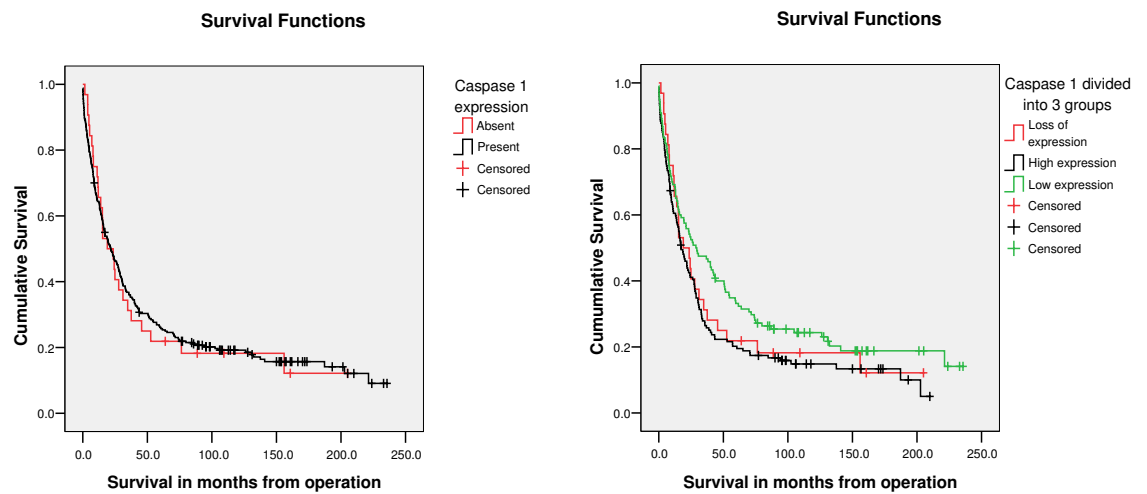 Survival Functions
Cumulative Survival
1.0
0.8
0.6
0.4
0.2
0.0
0.0 50.0 100.0 150.0 200.0 250.0
Survival in months from operation
Caspase 1
expression
Absent
Present
Censored
Censored
Survival Functions
Cumumlative Survival
1.0
0.8
0.6
0.4
0.2
0.0
0.0 50.0 100.0 150.0 200.0 250.0
Survival in months from operation
Caspase 1 divided
into 3 groups
Loss of
expression
High expression
Low expression
Censored
Censored
Censored